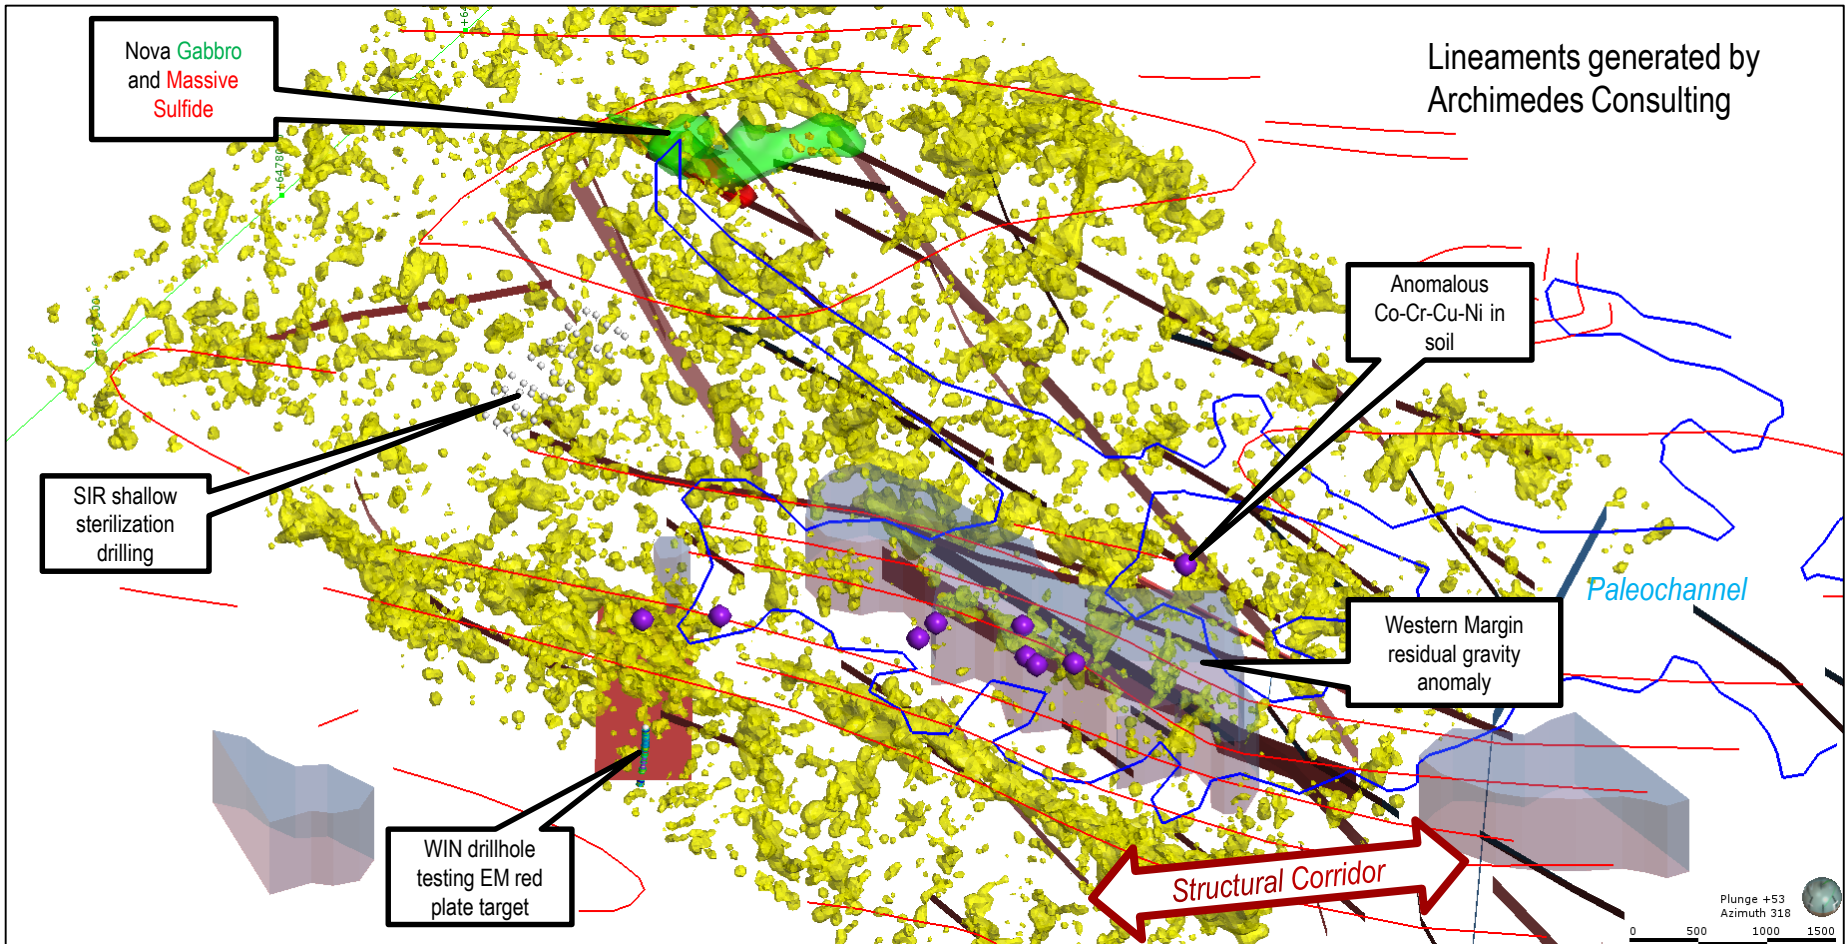 Nova Gabbro
and Massive
Sulfide
Lineaments generated by
Archimedes Consulting
Anomalous
Co-Cr-Cu-Ni in
soil
SIR shallow
sterilization
drilling
Paleochannel
Western Margin
residual gravity
anomaly
WIN drillhole
testing EM red
plate target
Structural Corridor
Plunge +53
Azimuth 318
0 500 1000 1500